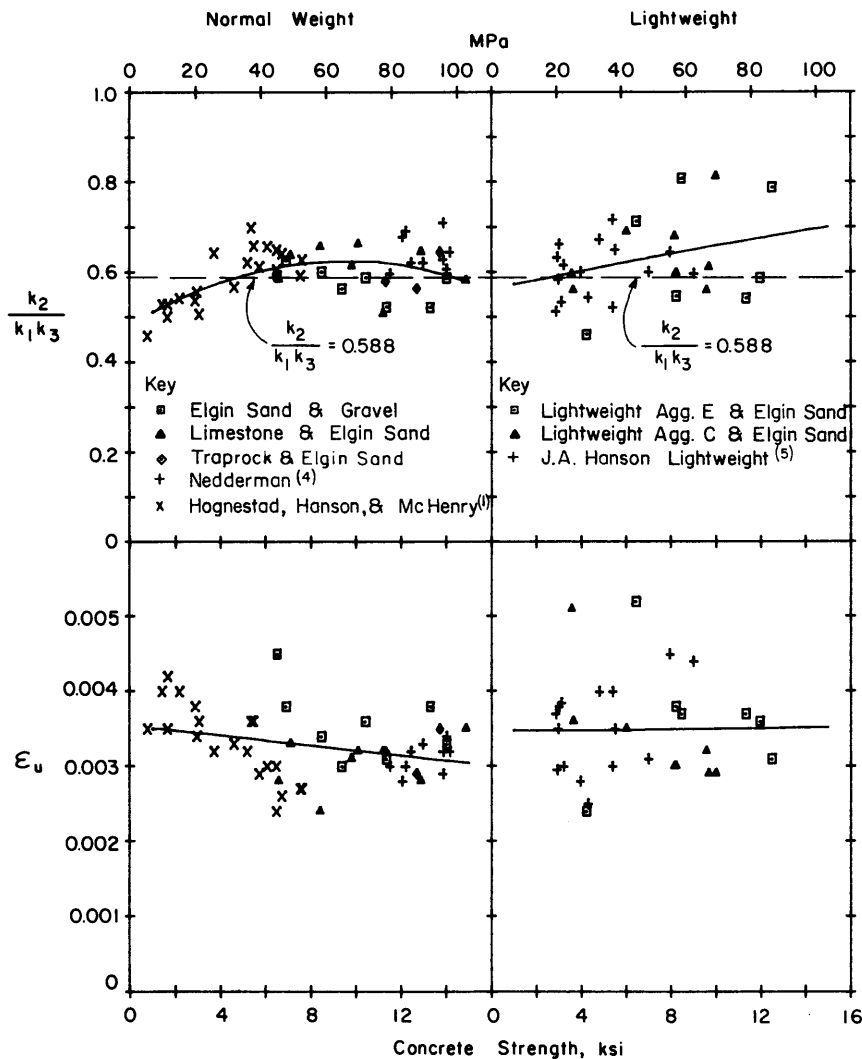 Normal Weight Lightweight
MPa
0 20 40 60 80 100 0 20 40 60 80 100
1.0
0.8
0.6
0.4
0.2
0
k2
k1k3
k2
k1k3 = 0.588
k2
k1k3 = 0.588
Key
Elgin Sand & Gravel
Limestone & Elgin Sand
Traprock & Elgin Sand
Nedderman (4)
Hognestad, Hanson, & McHenry (1)
Key
Lightweight Agg. E & Elgin Sand
Lightweight Agg. C & Elgin Sand
J.A. Hanson Lightweight (5)
0.005
0.004
0.003
0.002
0.001
0
εu
0 4 8 12 0 4 8 12 16
Concrete Strength, ksi